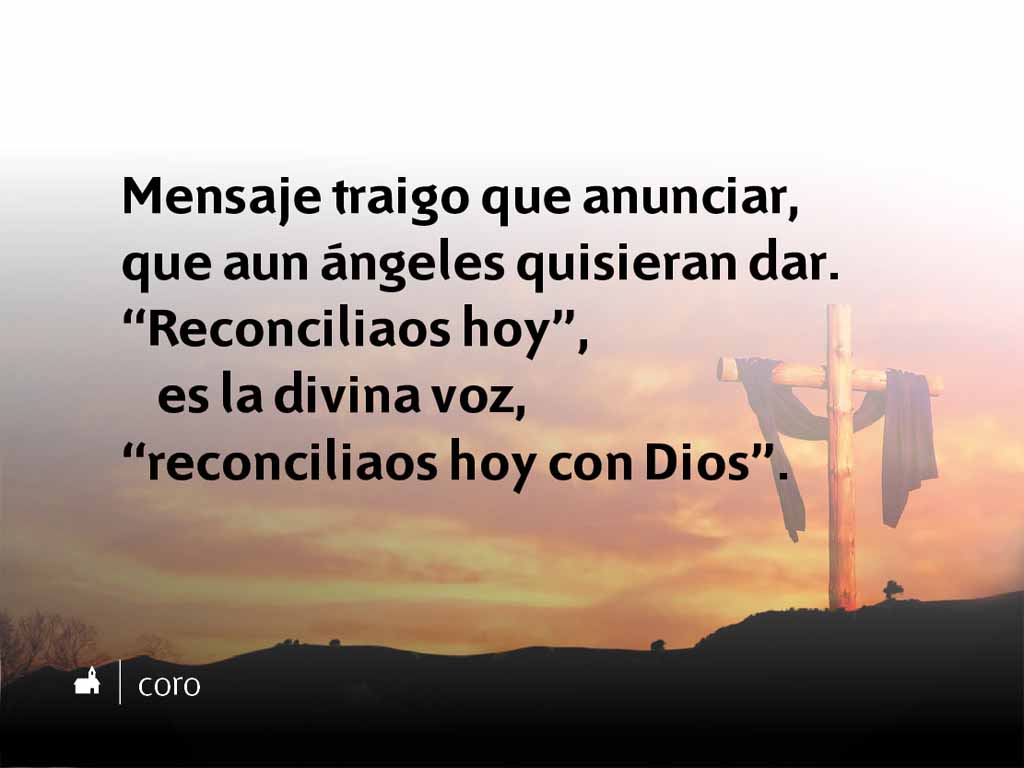 Mensaje traigo que anunciar,
que aun ángeles quisieran dar.
“Reconciliaos hoy”,
es la divina voz,
“reconciliaos hoy con Dios”.
coro